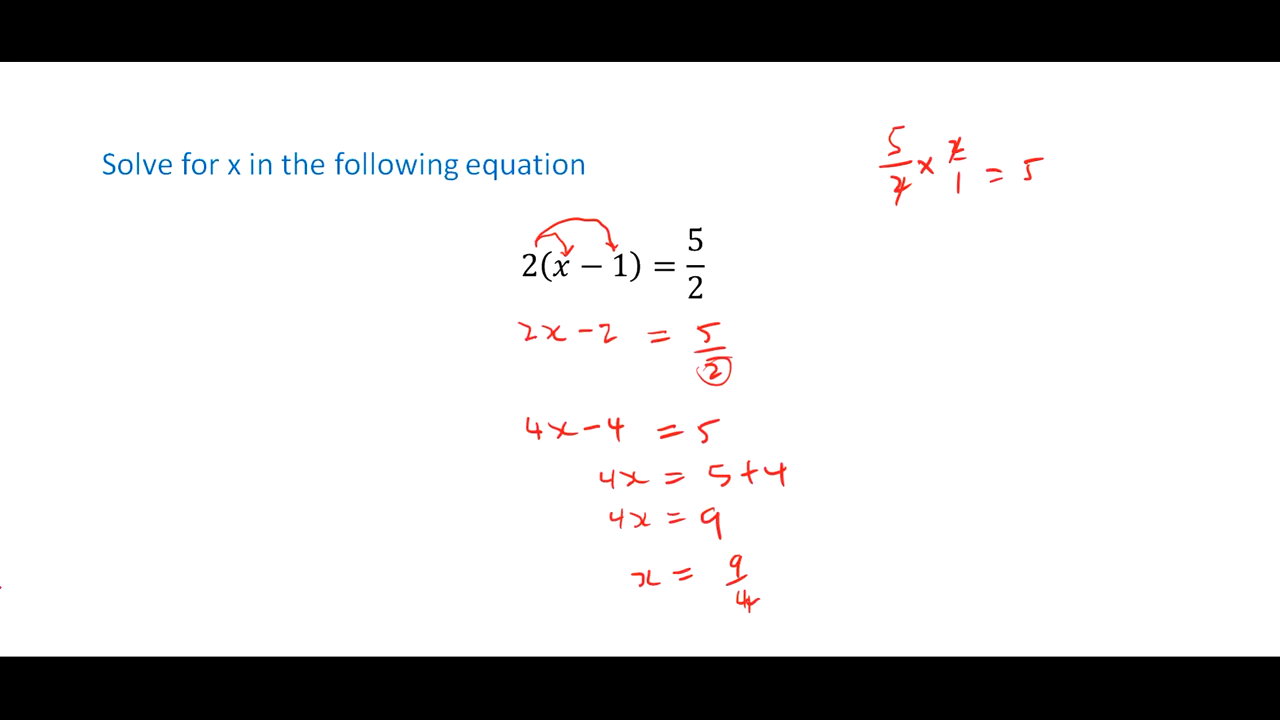 Solve for x in the following equation
5/2 x 2/1 = 5
2(x − 1) = 5/2
2x - 2 = 5/2
4x - 4 = 5
4x = 5 + 4
4x = 9
x = 9/4